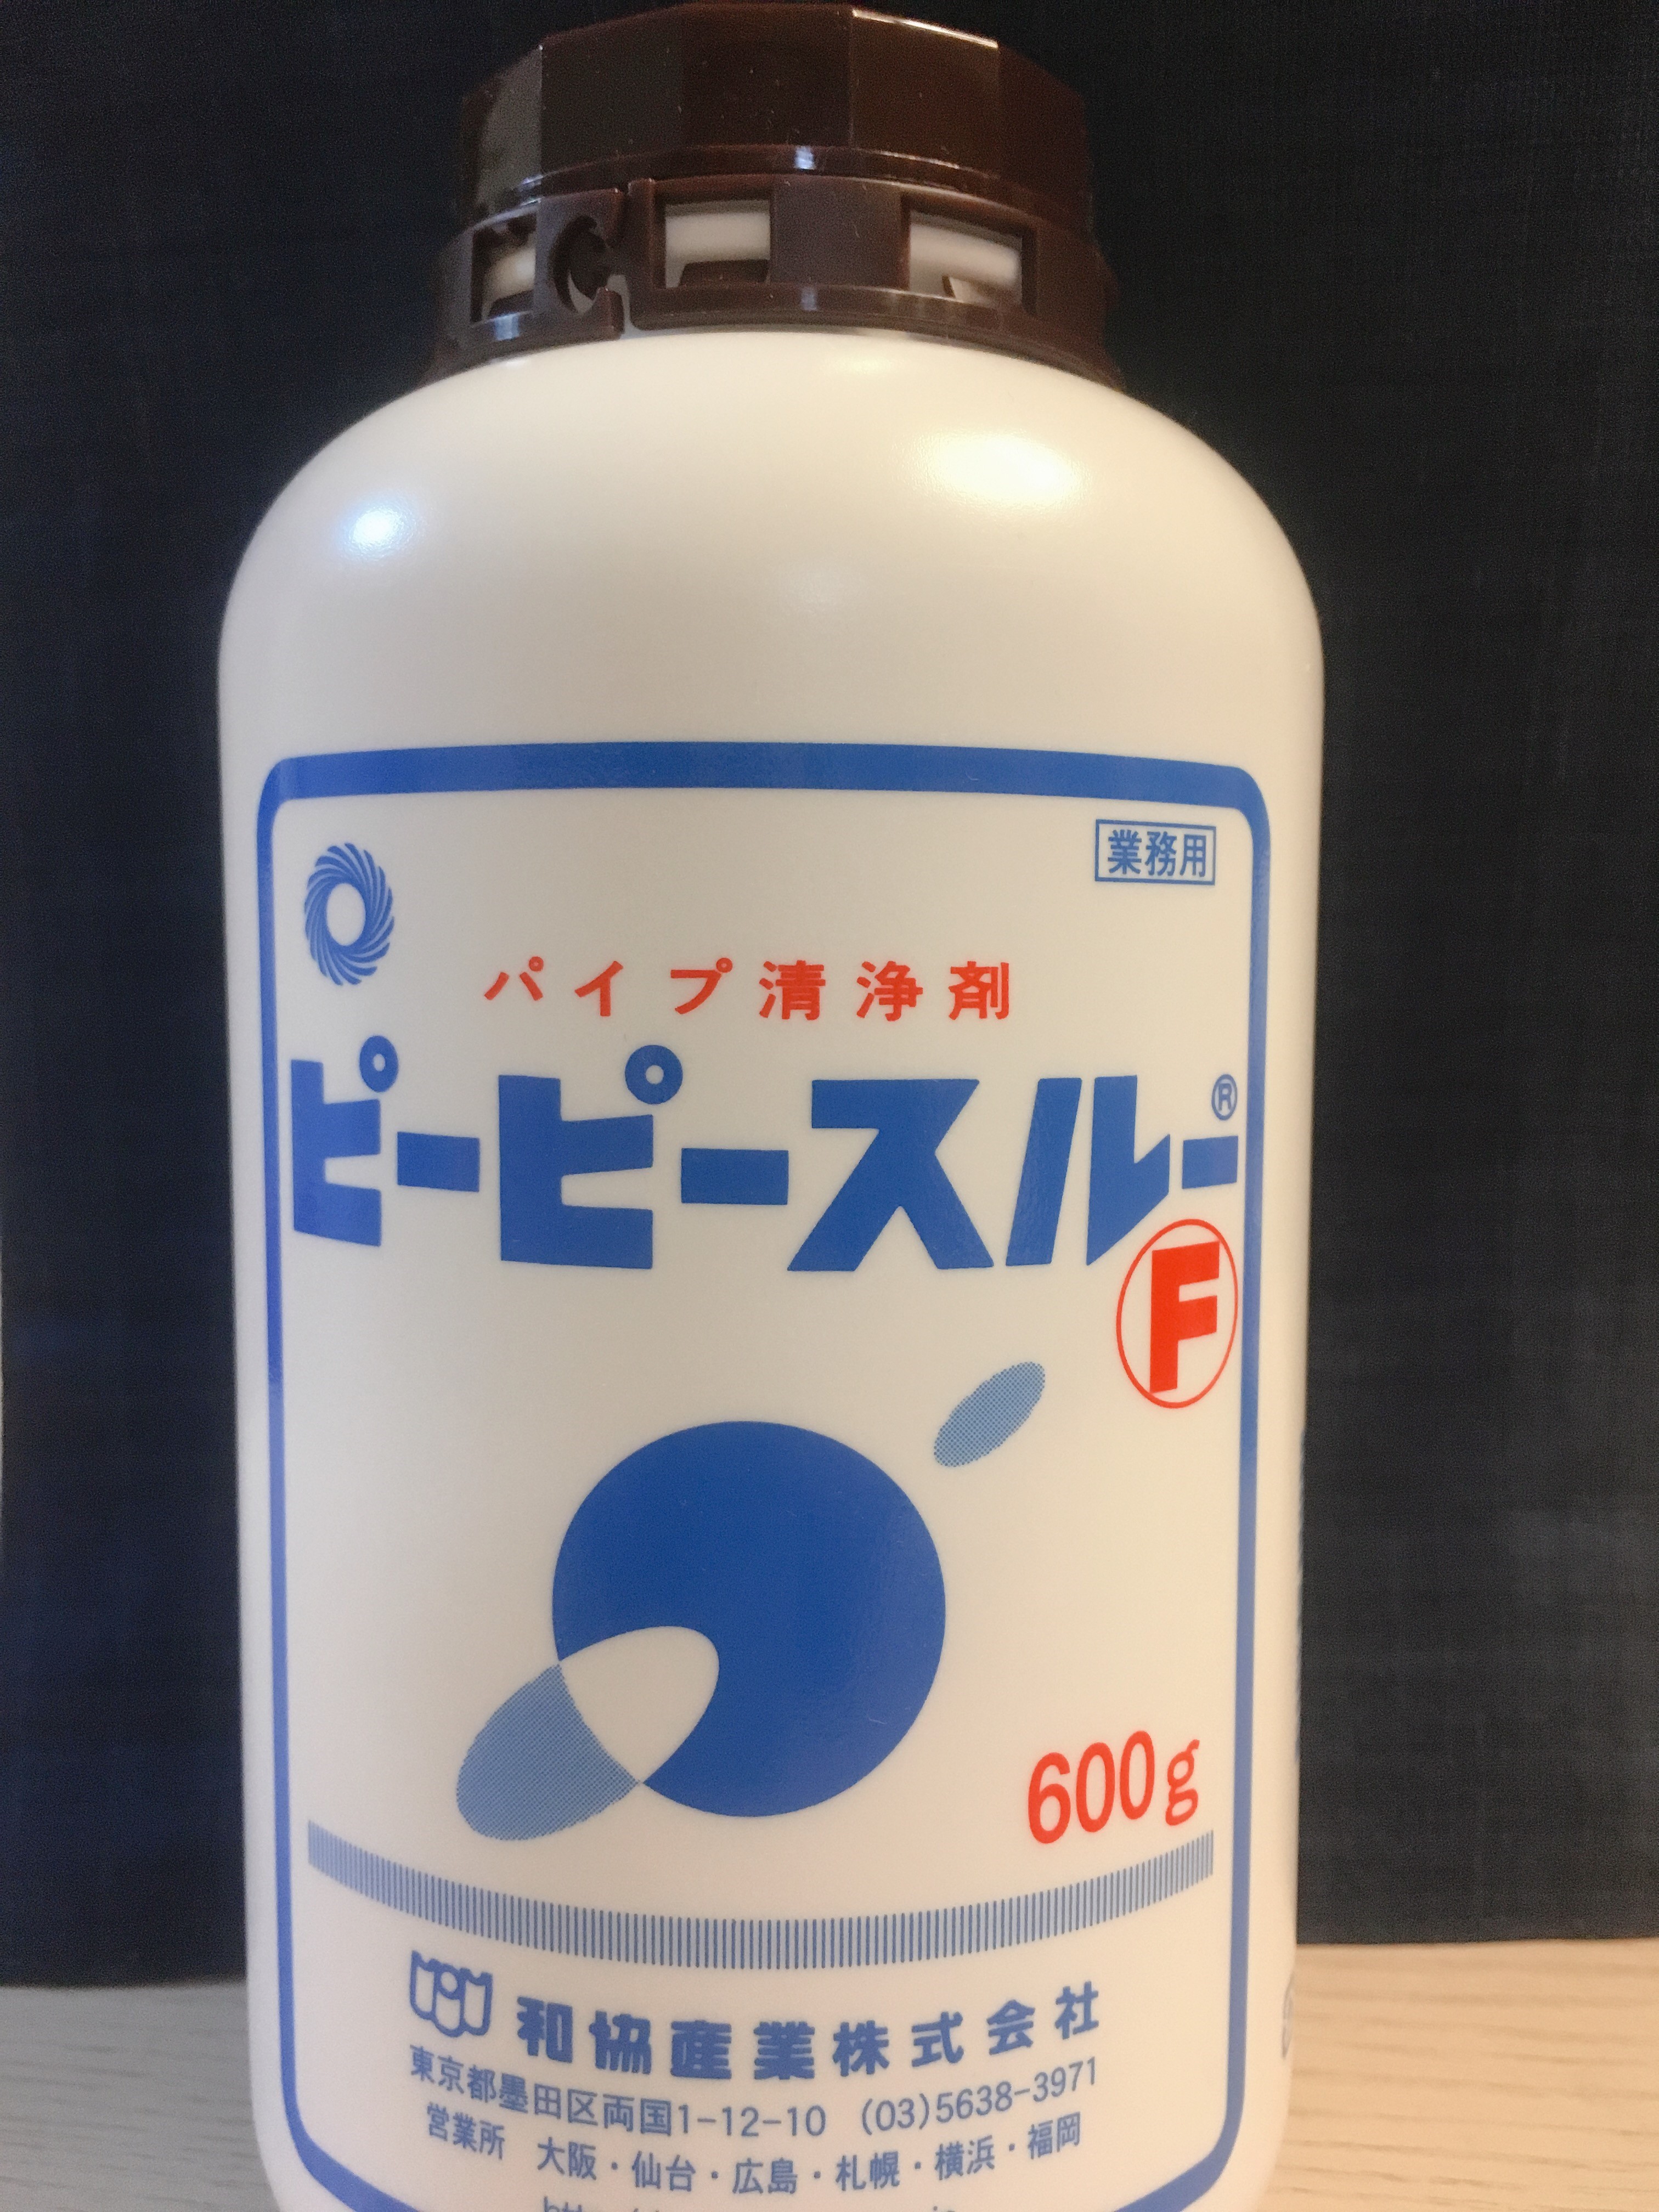 業務用
パイプ清浄剤
ピーピースルー®
F
600g
和協産業株式会社
東京都墨田区両国1-12-10 (03)5638-3971
営業所 大阪・仙台・広島・札幌・横浜・福岡